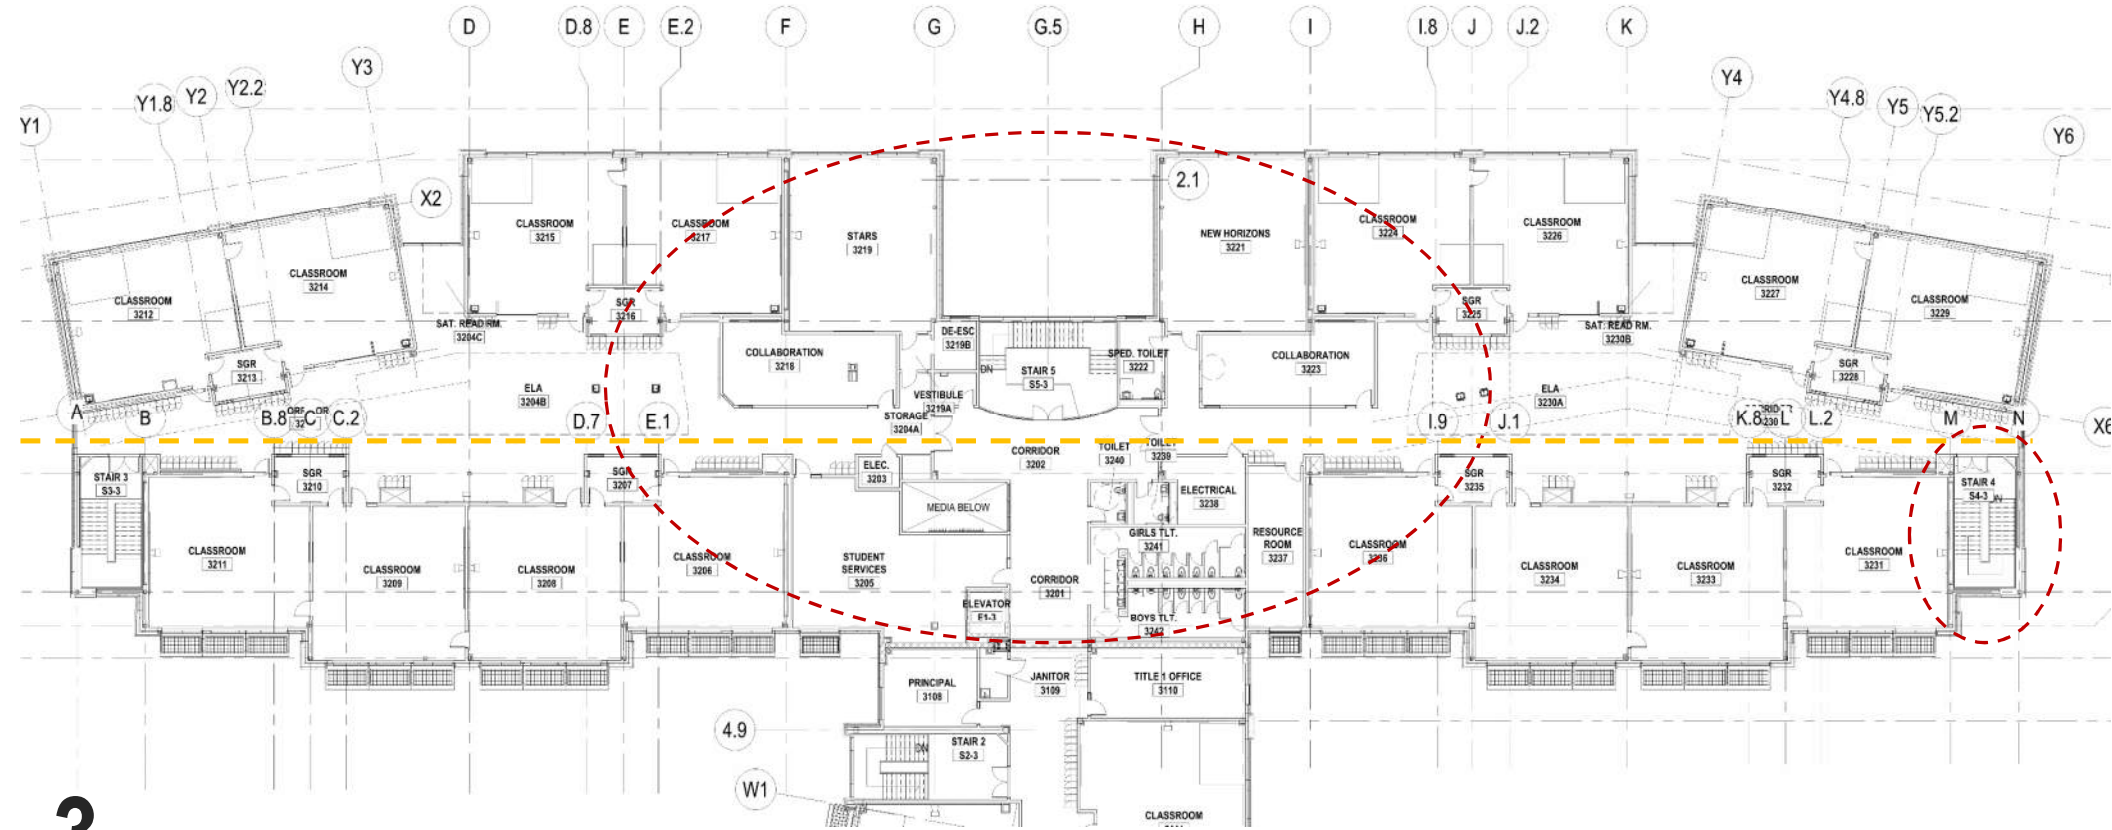 D
D.8
E
E.2
F
G
G.5
H
I
I.8
J
J.2
K
Y1
Y1.8
Y2
Y2.2
Y3
Y4
Y4.8
Y5
Y5.2
Y6
X2
2.1
CLASSROOM
3212
CLASSROOM
3214
SGR
3213
CLASSROOM
3215
CLASSROOM
3217
SGR
3216
STARS
3219
NEW HORIZONS
3221
CLASSROOM
3224
CLASSROOM
3226
SGR
3225
CLASSROOM
3227
CLASSROOM
3229
SGR
3228
SAT. READ RM.
3204C
COLLABORATION
3218
DE-ESC
3219B
STAIR 5
S5-3
DN
SPED. TOILET
3222
COLLABORATION
3223
SAT. READ RM.
3230B
ELA
3204B
VESTIBULE
3219A
STORAGE
3204A
ELA
3230A
A
B
B.8
C
C.2
D.7
E.1
I.9
J.1
K.8
L
L.2
M
N
X6
STAIR 3
S3-3
SGR
3210
SGR
3207
ELEC.
3203
CORRIDOR
3202
TOILET
3240
TOILET
3239
ELECTRICAL
3238
SGR
3235
SGR
3232
STAIR 4
S4-3
MEDIA BELOW
CLASSROOM
3211
CLASSROOM
3209
CLASSROOM
3208
CLASSROOM
3206
STUDENT
SERVICES
3205
ELEVATOR
E1-3
CORRIDOR
3201
GIRLS TLT.
3241
BOYS TLT.
3242
RESOURCE
ROOM
3237
CLASSROOM
3236
CLASSROOM
3234
CLASSROOM
3233
CLASSROOM
3231
PRINCIPAL
3108
JANITOR
3109
TITLE 1 OFFICE
3110
4.9
STAIR 2
S2-3
DN
W1
CLASSROOM
3